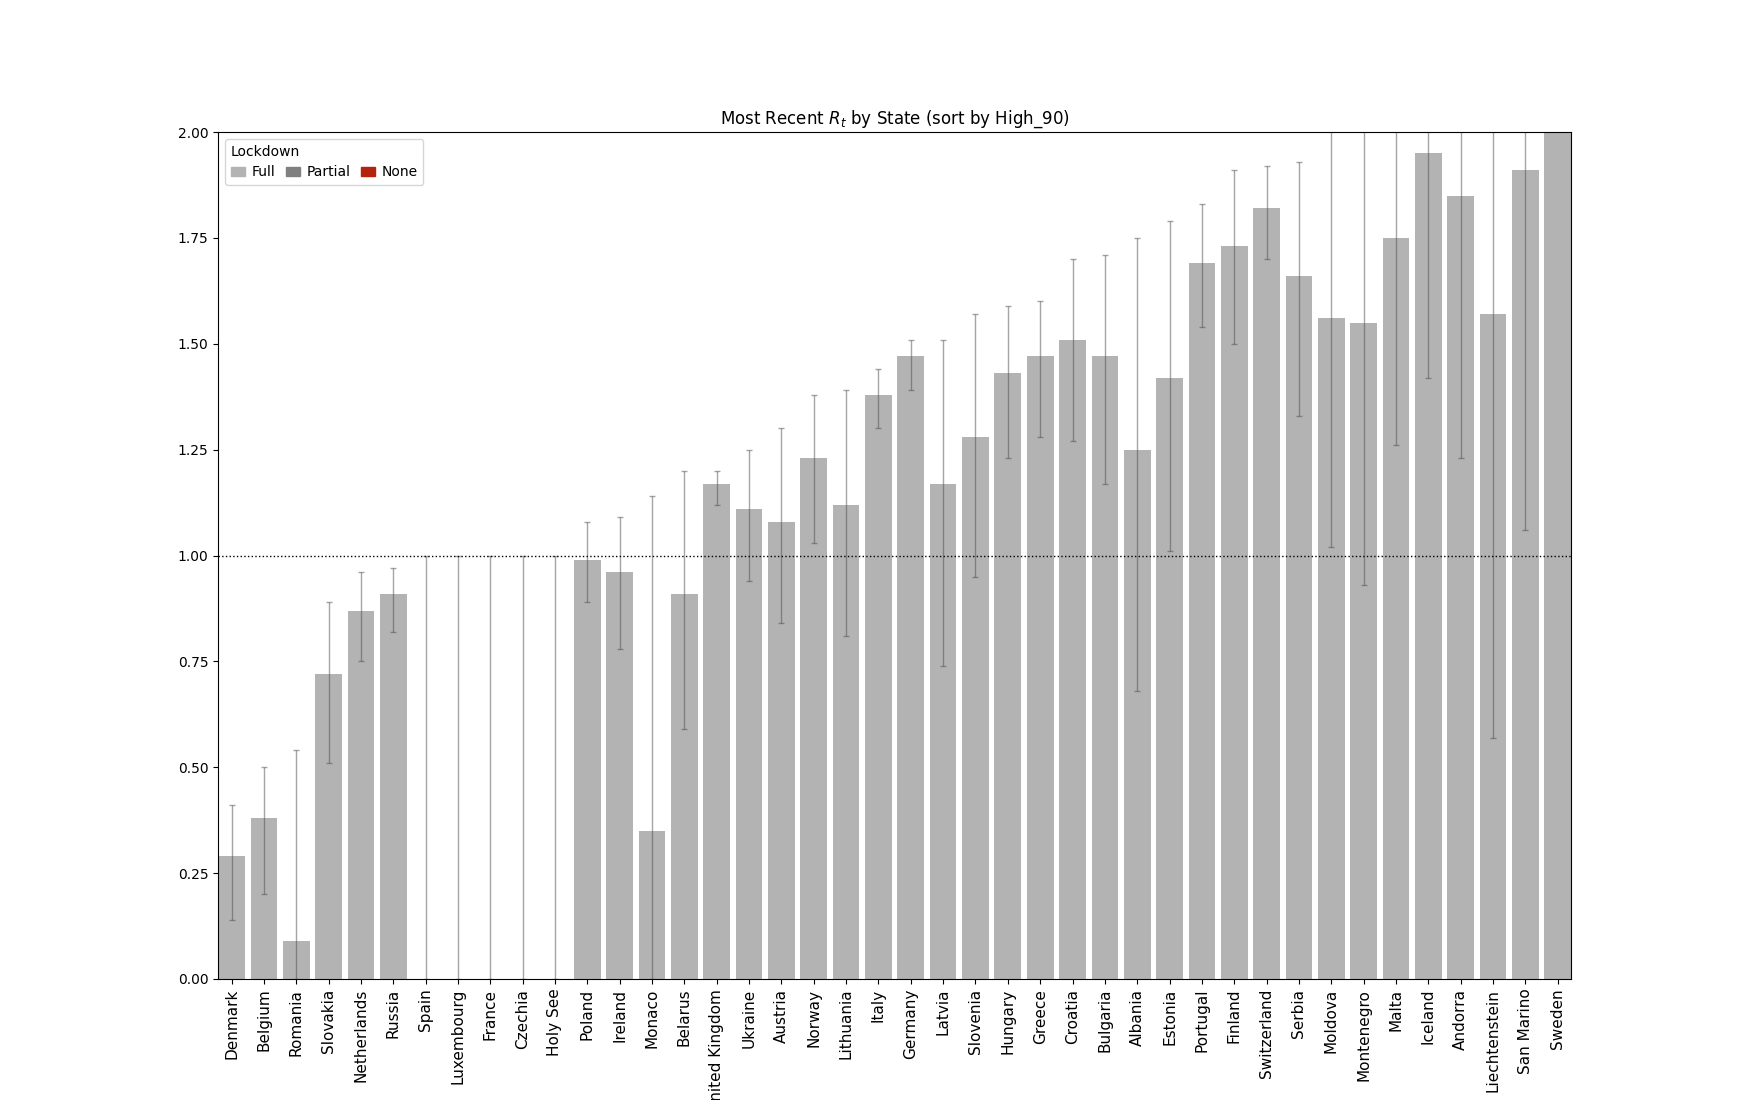 Most Recent R_t by State (sort by High_90)
Lockdown
Full Partial None
2.00
1.75
1.50
1.25
1.00
0.75
0.50
0.25
0.00
Denmark
Belgium
Romania
Slovakia
Netherlands
Russia
Spain
Luxembourg
France
Czechia
Holy See
Poland
Ireland
Monaco
Belarus
nited Kingdom
Ukraine
Austria
Norway
Lithuania
Italy
Germany
Latvia
Slovenia
Hungary
Greece
Croatia
Bulgaria
Albania
Estonia
Portugal
Finland
Switzerland
Serbia
Moldova
Montenegro
Malta
Iceland
Andorra
Liechtenstein
San Marino
Sweden